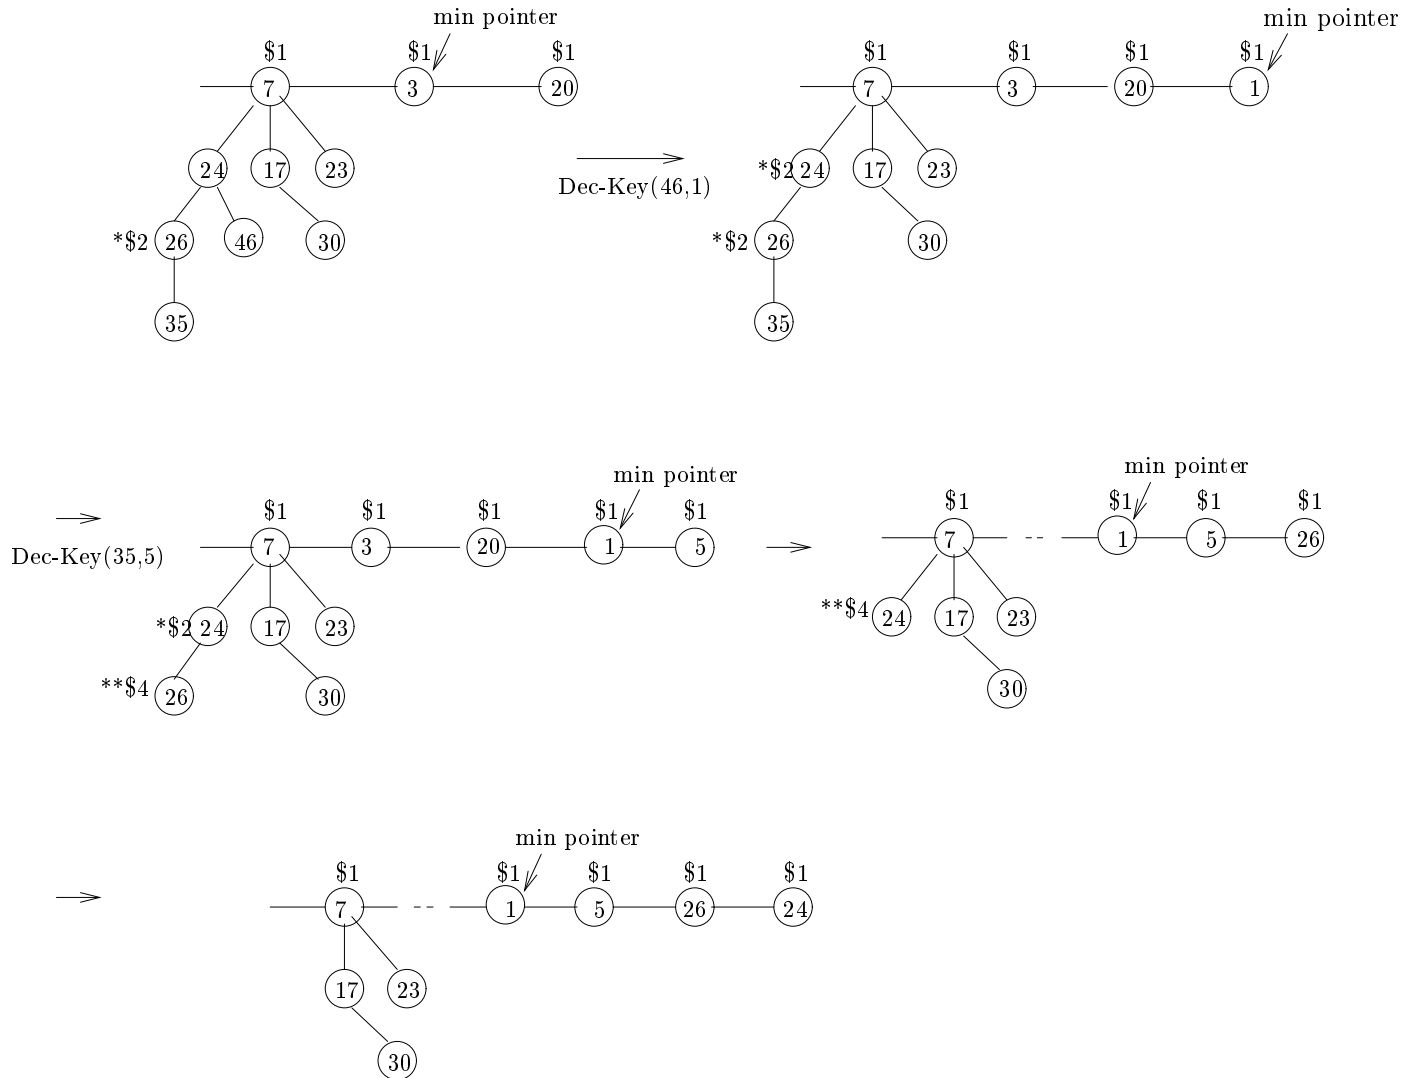 min pointer
$1 $1 $1
7 3 20
24 17 23
*$2 26 46 30
35
Dec-Key(46,1)
min pointer
$1 $1 $1 $1
7 3 20 1
*$2 24 17 23
*$2 26 30
35
Dec-Key(35,5)
min pointer
$1 $1 $1 $1 $1
7 3 20 1 5
*$2 24 17 23
**$4 26 30
min pointer
$1 $1 $1 $1
7 -- 1 5 26
**$4 24 17 23
30
min pointer
$1 $1 $1 $1 $1
7 -- 1 5 26 24
17 23
30